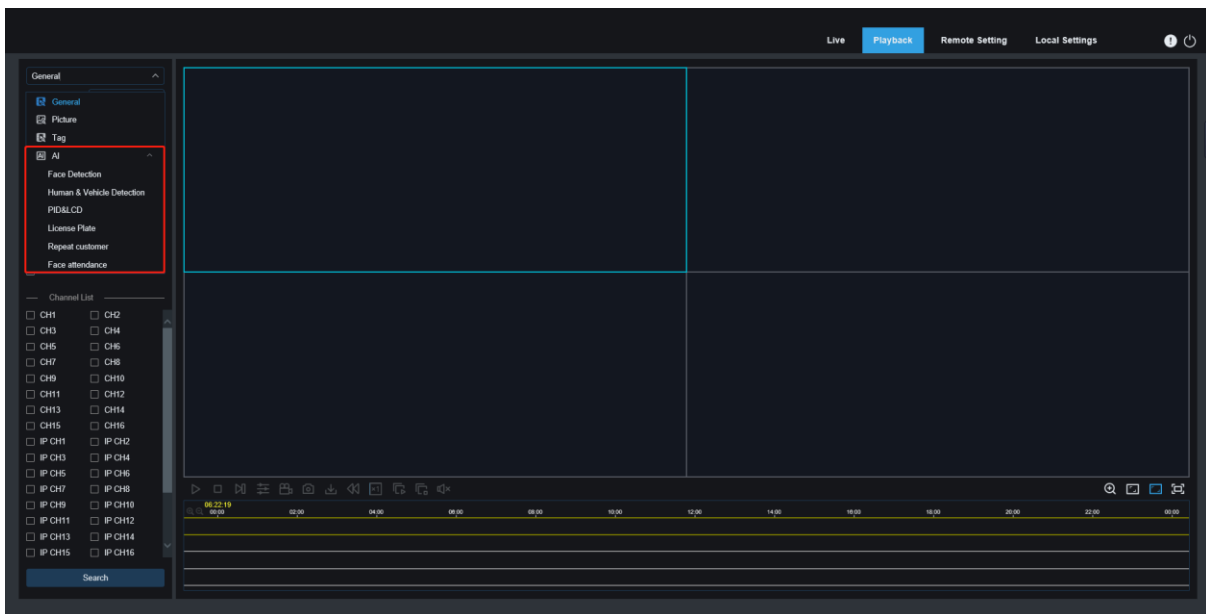 Live Playback Remote Setting Local Settings
General
General
Picture
Tag
AI AI
Face Detection
Human & Vehicle Detection
PID&LCD
License Plate
Repeat customer
Face attendance
Channel List
CH1 CH2
CH3 CH4
CH5 CH6
CH7 CH8
CH9 CH10
CH11 CH12
CH13 CH14
CH15 CH16
IP CH1 IP CH2
IP CH3 IP CH4
IP CH5 IP CH6
IP CH7 IP CH8
IP CH9 IP CH10
IP CH11 IP CH12
IP CH13 IP CH14
IP CH15 IP CH16
Search
x1
06:22:19
00:00 02:00 04:00 06:00 08:00 10:00 12:00 14:00 16:00 18:00 20:00 22:00 00:00